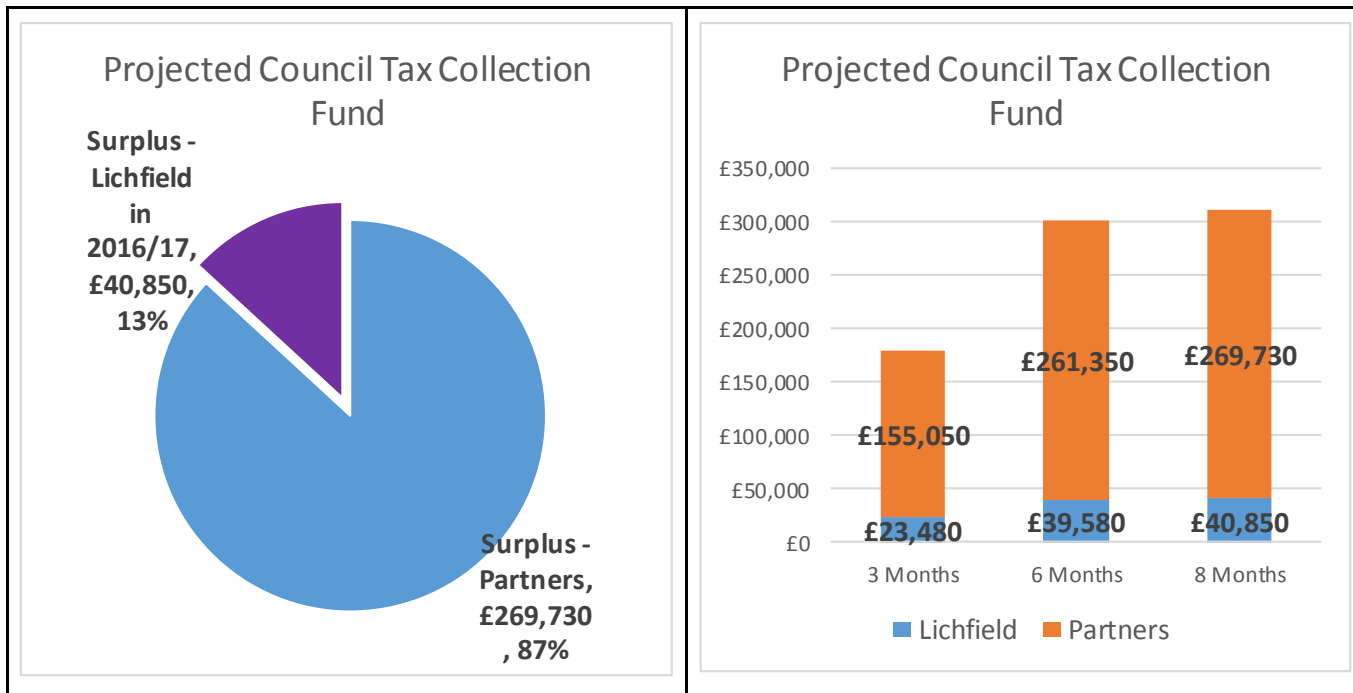 Projected Council Tax Collection
Fund
Surplus -
Lichfield
in
2016/17,
£40,850,
13%
Surplus -
Partners,
£269,730
, 87%
Projected Council Tax Collection
Fund
£350,000
£300,000
£250,000
£200,000
£150,000
£100,000
£50,000
£0
£155,050
£23,480
£261,350
£39,580
£269,730
£40,850
3 Months
6 Months
8 Months
Lichfield
Partners